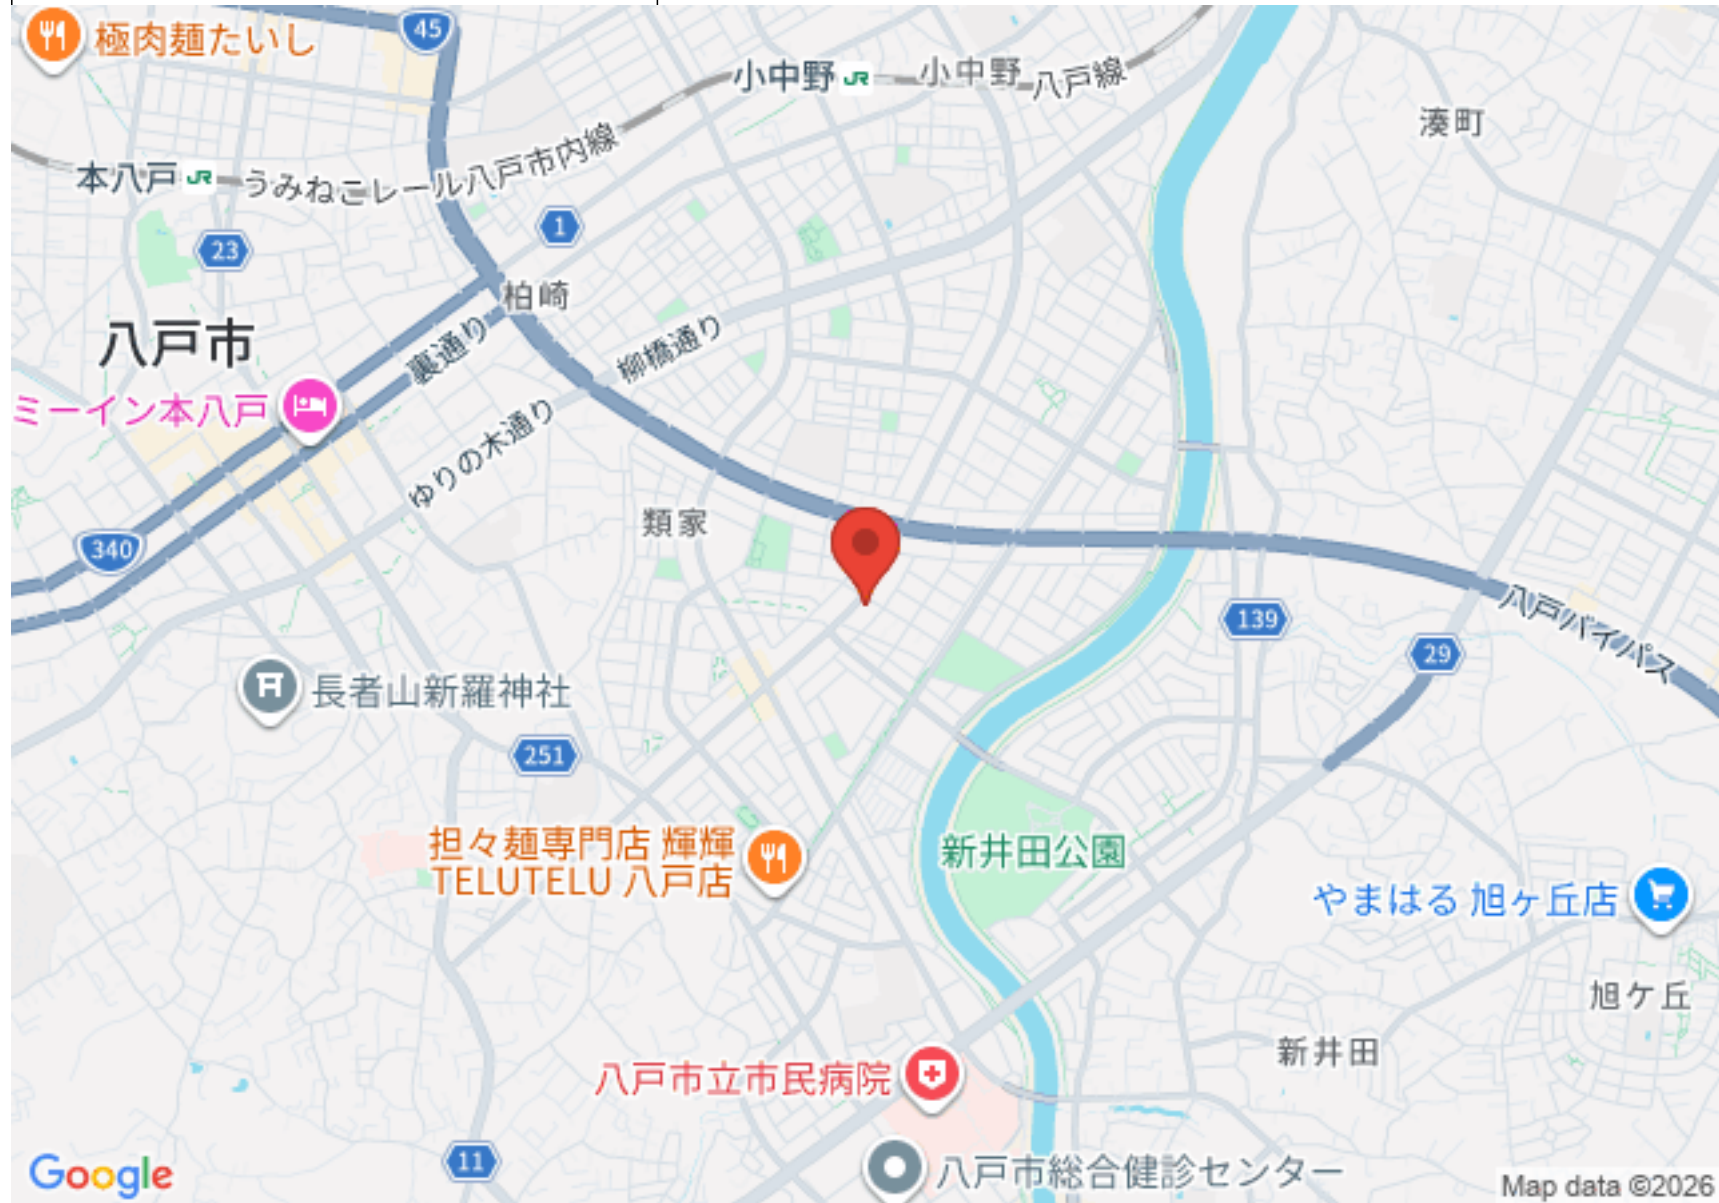 極肉麺たいし
45
小中野
小中野
八戸線
湊町
本八戸
うみねこレール八戸市内線
23
1
柏崎
八戸市
裏通り
柳橋通り
ミーイン本八戸
ゆりの木通り
類家
340
139
29
八戸バイパス
長者山新羅神社
251
担々麺専門店 輝輝
TELUTELU 八戸店
新井田公園
やまはる 旭ヶ丘店
旭ケ丘
新井田
八戸市立市民病院
11
八戸市総合健診センター
Google
Map data ©2026